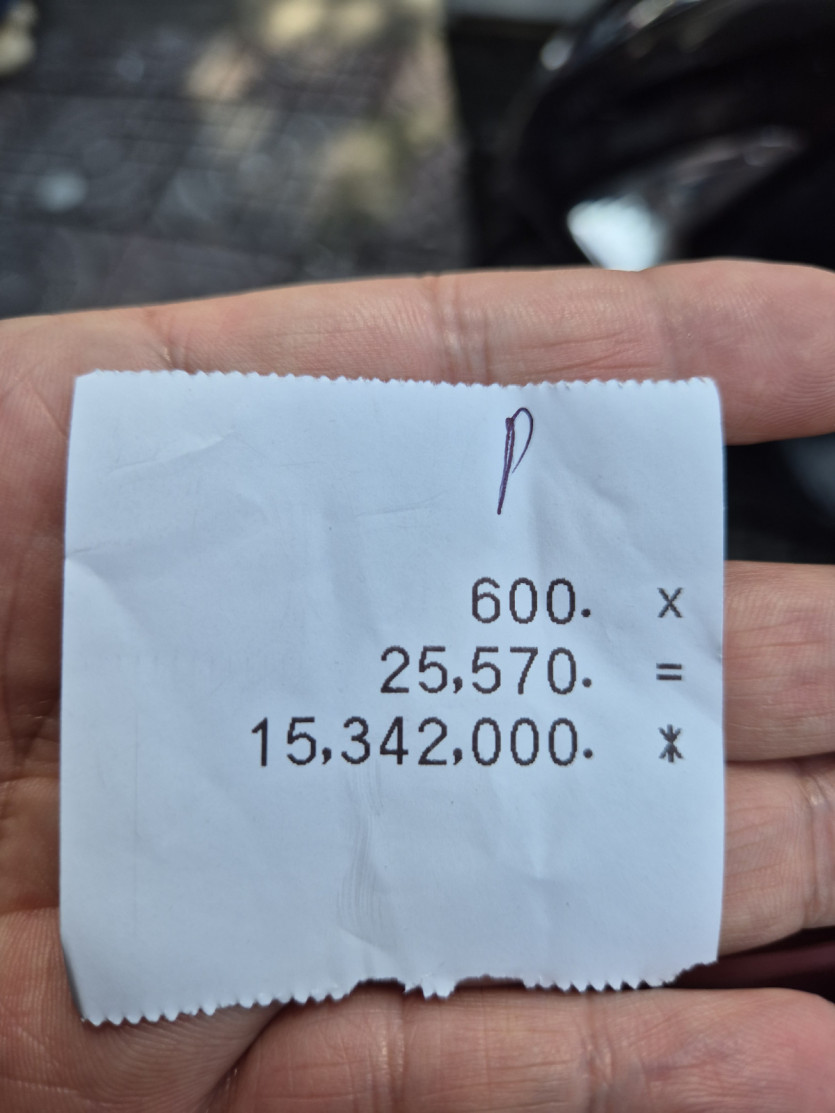 P
600. x
25,570. =
15,342,000. *